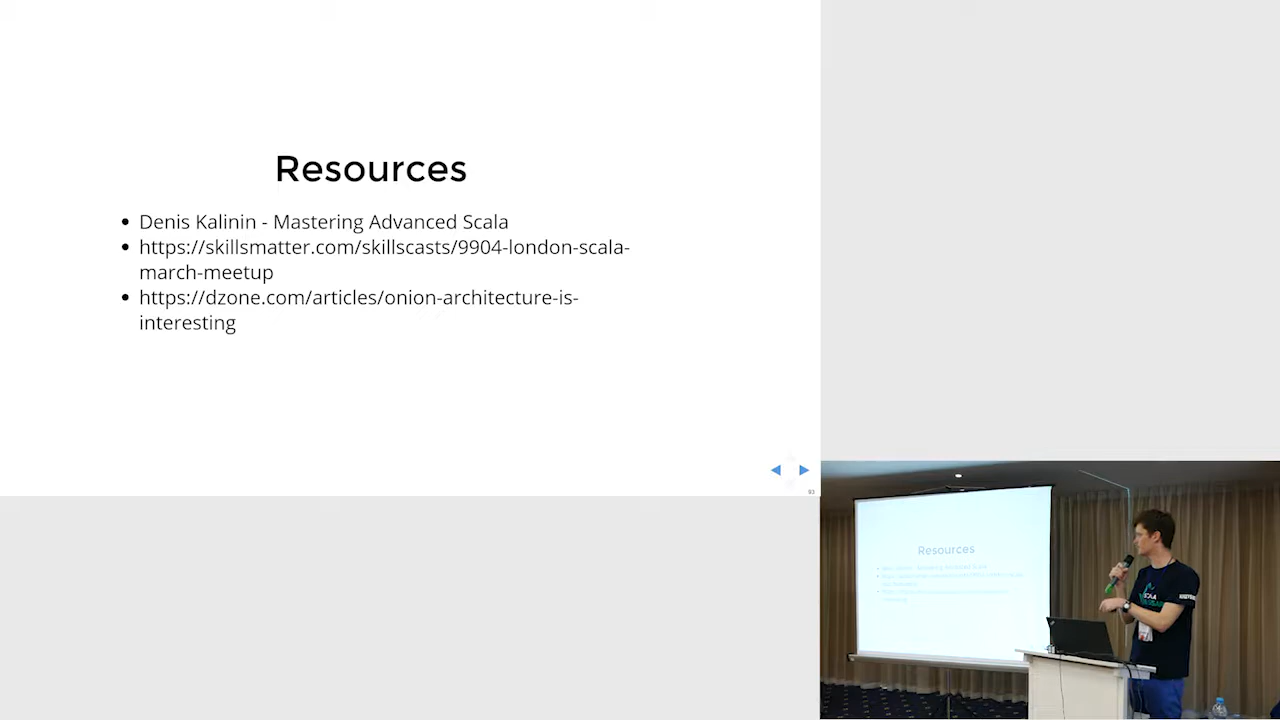 Resources
• Denis Kalinin - Mastering Advanced Scala
• https://skillsmatter.com/skillscasts/9904-london-scala-
march-meetup
• https://dzone.com/articles/onion-architecture-is-
interesting
93
Resources